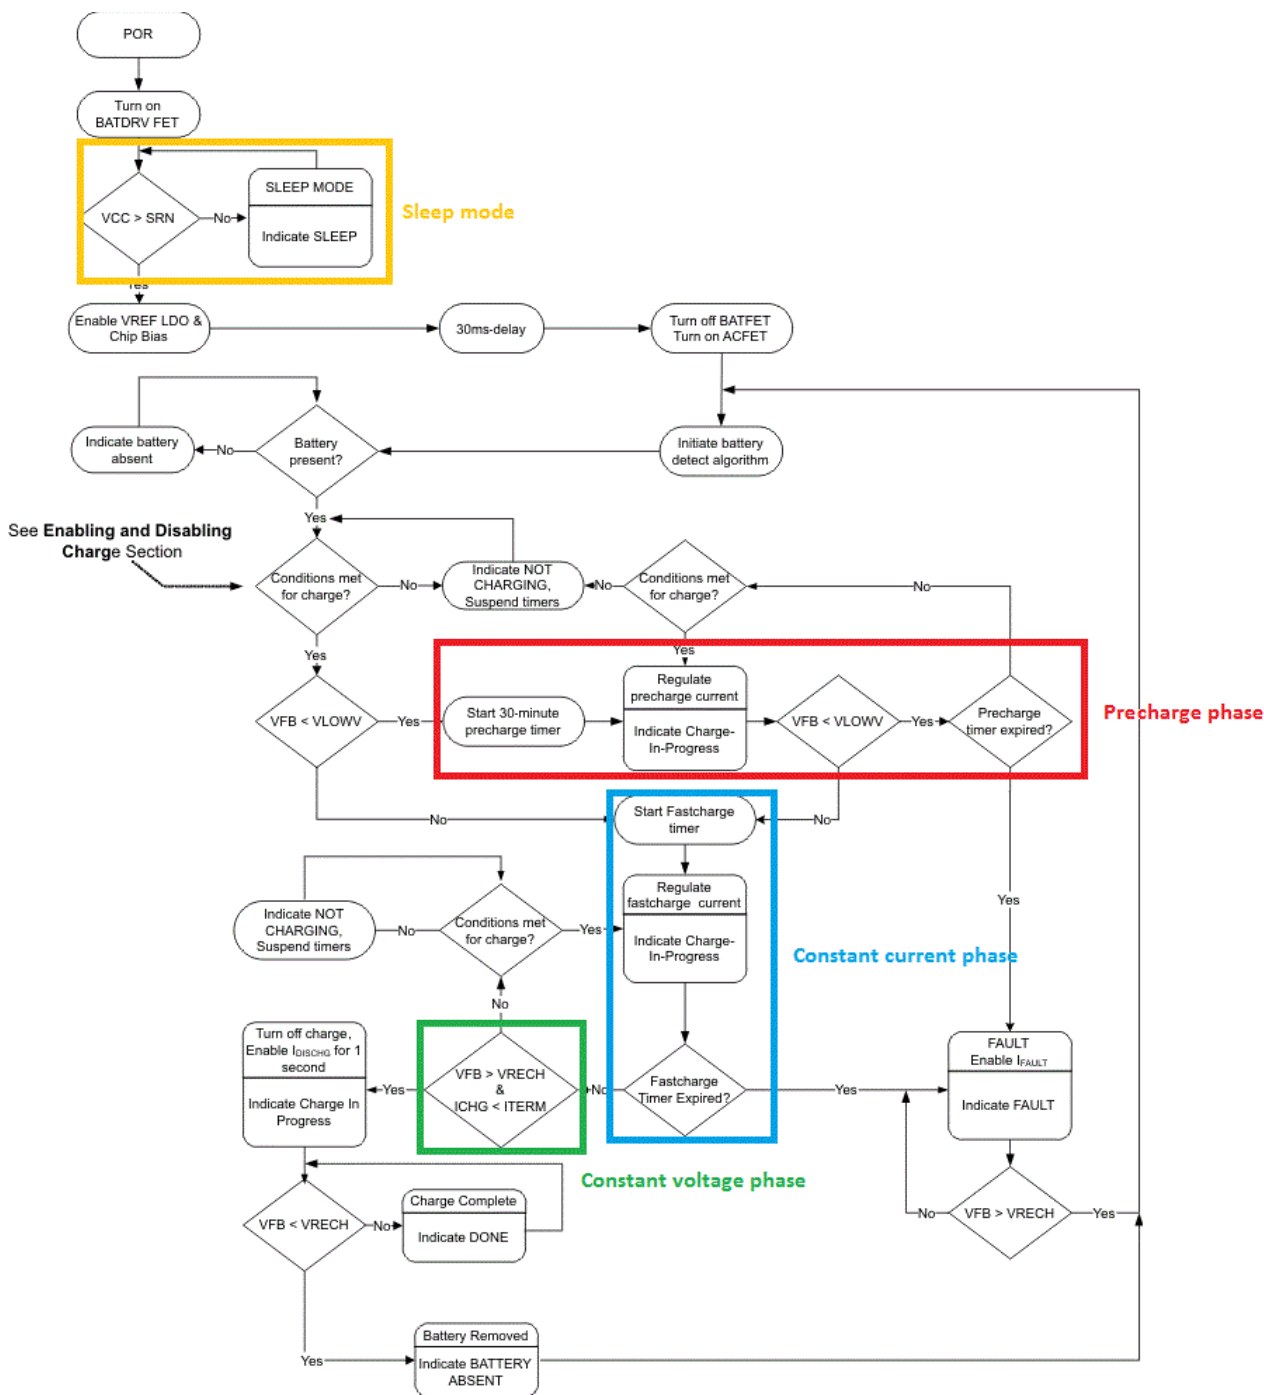 POR
Turn on
BATDRV FET
VCC > SRN
No
SLEEP MODE
Indicate SLEEP
Sleep mode
Yes
Enable VREF LDO &
Chip Bias
30ms-delay
Turn off BATFET
Turn on ACFET
Indicate battery
absent
No
Battery
present?
Initiate battery
detect algorithm
Yes
See Enabling and Disabling
Charge Section
Conditions met
for charge?
No
Indicate NOT
CHARGING,
Suspend timers
No
Conditions met
for charge?
No
Yes
Yes
VFB < VLOWV
Yes
Start 30-minute
precharge timer
Regulate
precharge current
Indicate Charge-
In-Progress
VFB < VLOWV
Yes
Precharge
timer expired?
Precharge phase
No
Start Fastcharge
timer
No
Regulate
fastcharge current
Indicate Charge-
In-Progress
Yes
Indicate NOT
CHARGING,
Suspend timers
No
Conditions met
for charge?
Yes
Constant current phase
No
Turn off charge,
Enable IDISCHG for 1
second
Indicate Charge In
Progress
Yes
VFB > VRECH
&
ICHG < ITERM
No
Fastcharge
Timer Expired?
Yes
FAULT
Enable IFAULT
Indicate FAULT
Constant voltage phase
VFB < VRECH
No
Charge Complete
Indicate DONE
No
VFB > VRECH
Yes
Yes
Battery Removed
Indicate BATTERY
ABSENT